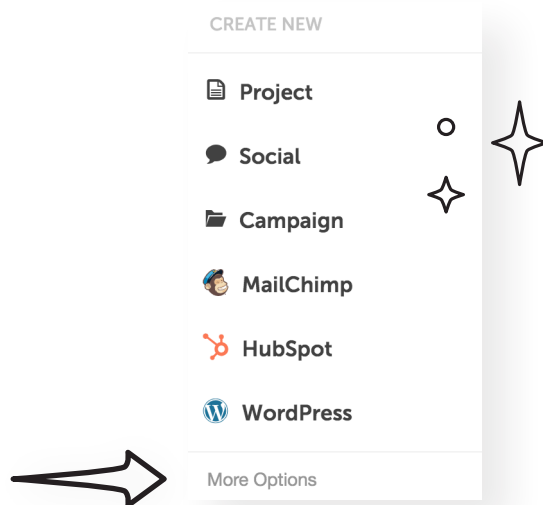 CREATE NEW
Project
Social
Campaign
MailChimp
HubSpot
WordPress
More Options